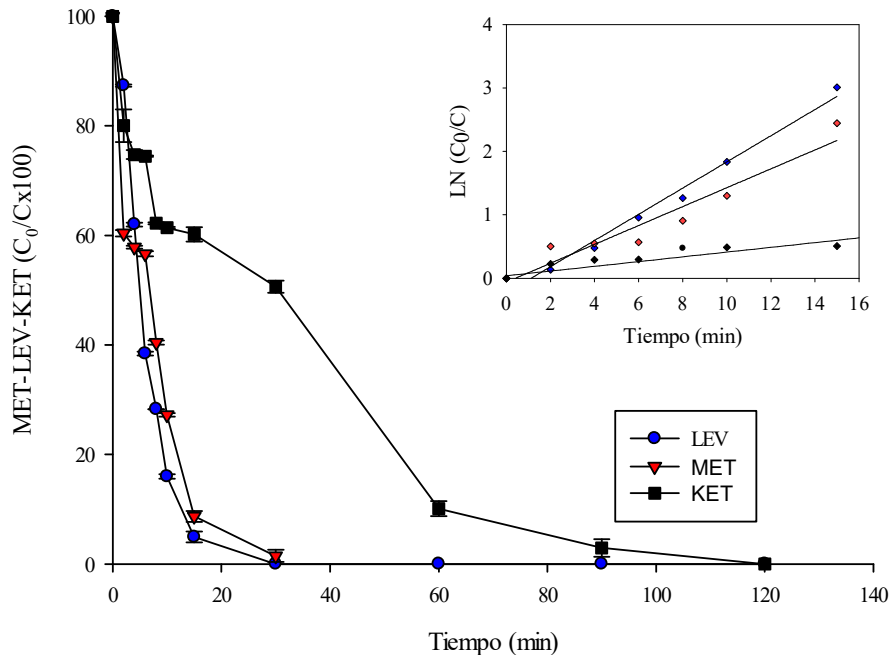 MET-LEV-KET (C0/Cx100)
100
80
60
40
20
0
0 20 40 60 80 100 120 140
Tiempo (min)
LN (C0/C)
4
3
2
1
0
0 2 4 6 8 10 12 14 16
Tiempo (min)
LEV
MET
KET